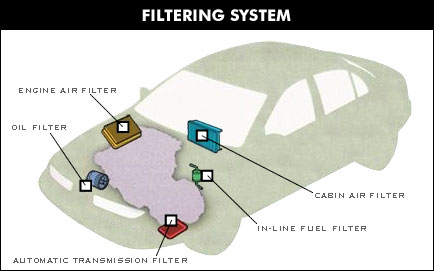 FILTERING SYSTEM
ENGINE AIR FILTER
OIL FILTER
CABIN AIR FILTER
IN-LINE FUEL FILTER
AUTOMATIC TRANSMISSION FILTER